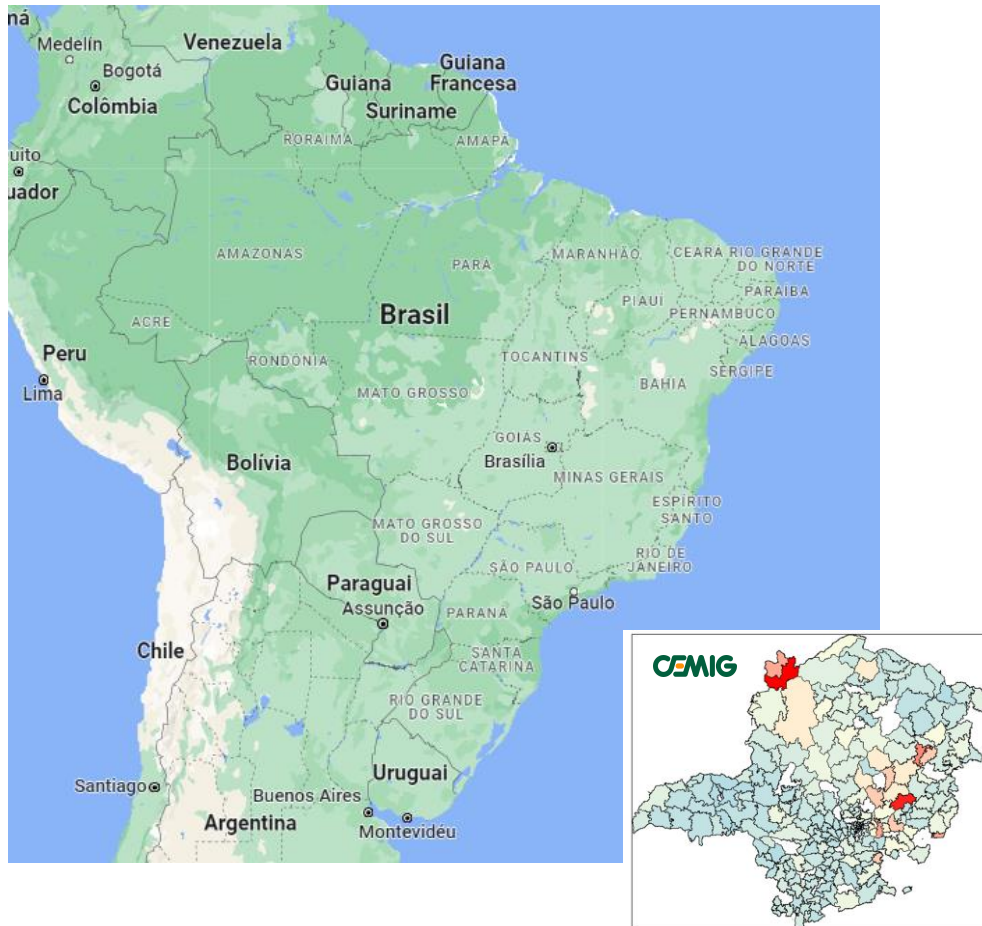 ná
Medelín
Venezuela
Bogotá
Colômbia
Guiana
Guiana
Francesa
Suriname
RORAIMA
AMAPÁ
uito
uador
AMAZONAS
PARÁ
MARANHÃO
CEARÁ
RIO GRANDE
DO NORTE
PARAÍBA
PIAUÍ
PERNAMBUCO
ACRE
Brasil
ALAGOAS
Peru
RONDÔNIA
TOCANTINS
SERGIPE
Lima
MATO GROSSO
BAHIA
GOIÁS
Brasília
Bolívia
MINAS GERAIS
ESPÍRITO
SANTO
MATO GROSSO
DO SUL
SÃO PAULO
RIO DE
JANEIRO
Paraguai
Assunção
São Paulo
PARANÁ
Chile
SANTA
CATARINA
CEMIG
RIO GRANDE
DO SUL
Santiago
Uruguai
Buenos Aires
Argentina
Montevidéu